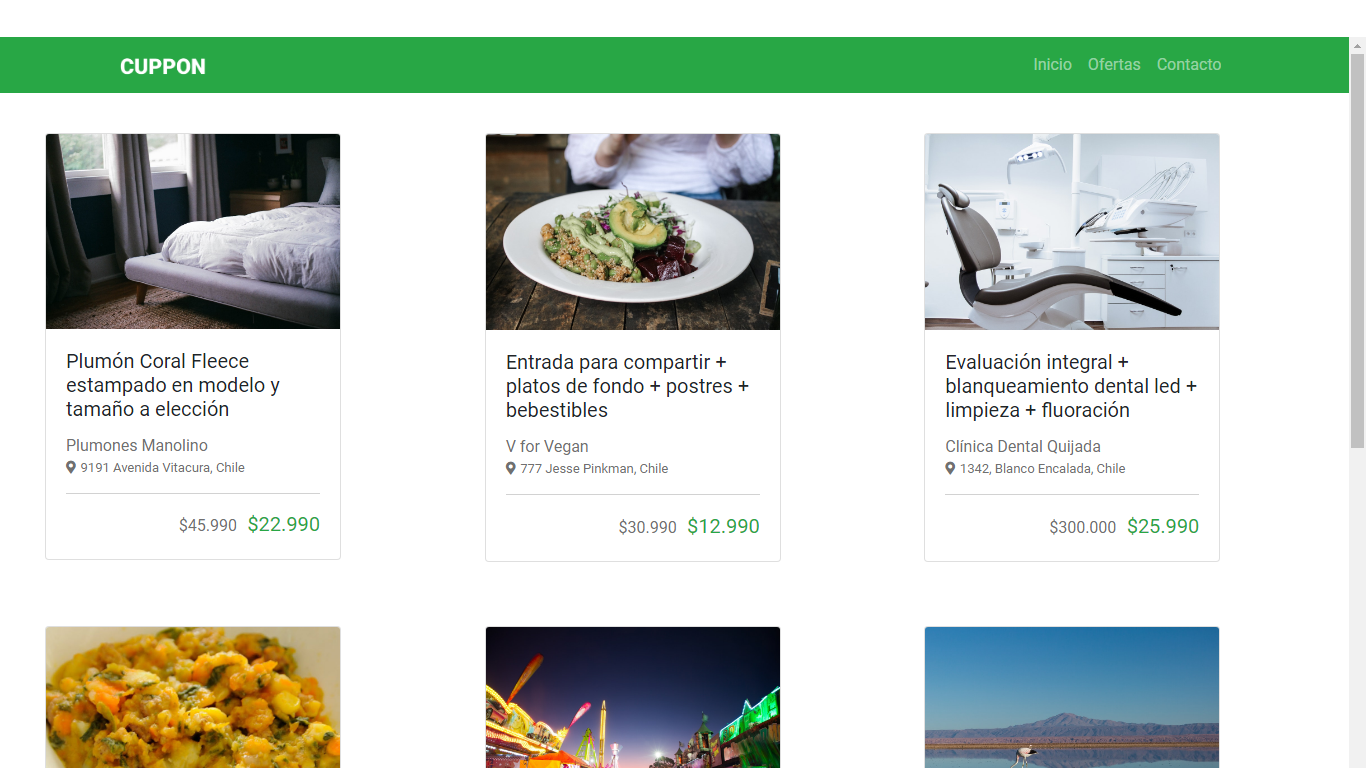 CUPPON
Inicio Ofertas Contacto
Plumón Coral Fleece
estampado en modelo y
tamaño a elección
Plumones Manolino
9191 Avenida Vitacura, Chile
$45.990 $22.990
Entrada para compartir +
platos de fondo + postres +
bebestibles
V for Vegan
777 Jesse Pinkman, Chile
$30.990 $12.990
Evaluación integral +
blanqueamiento dental led +
limpieza + fluoración
Clínica Dental Quijada
1342, Blanco Encalada, Chile
$300.000 $25.990